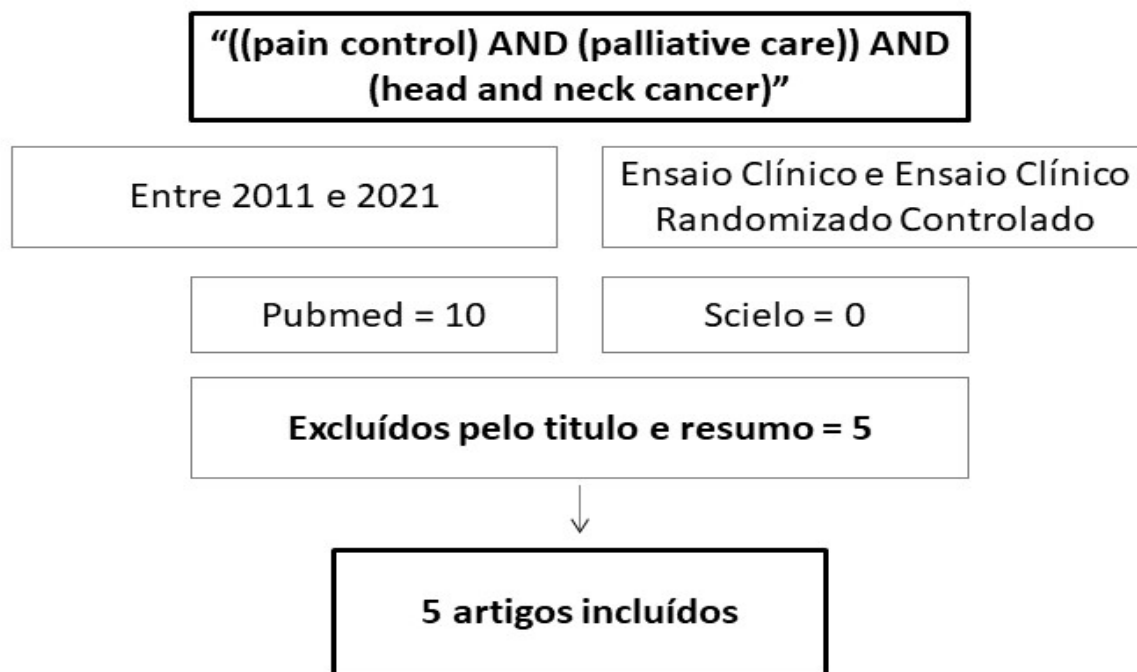 “((pain control) AND (palliative care)) AND
(head and neck cancer)”
Entre 2011 e 2021
Ensaio Clínico e Ensaio Clínico
Randomizado Controlado
Pubmed = 10
Scielo = 0
Excluídos pelo titulo e resumo = 5
5 artigos incluídos